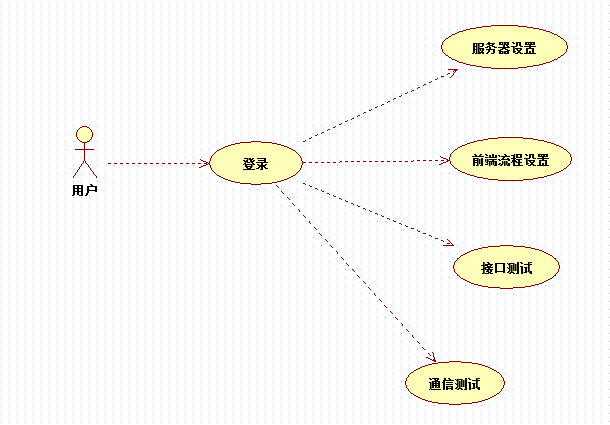 服务器设置
前端流程设置
登录
用户
接口测试
通信测试